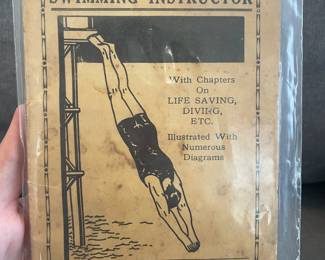 SWIMMING INSTRUCTOR
With Chapters
On
LIFE SAVING,
DIVING,
ETC.
Illustrated With
Numerous
Diagrams